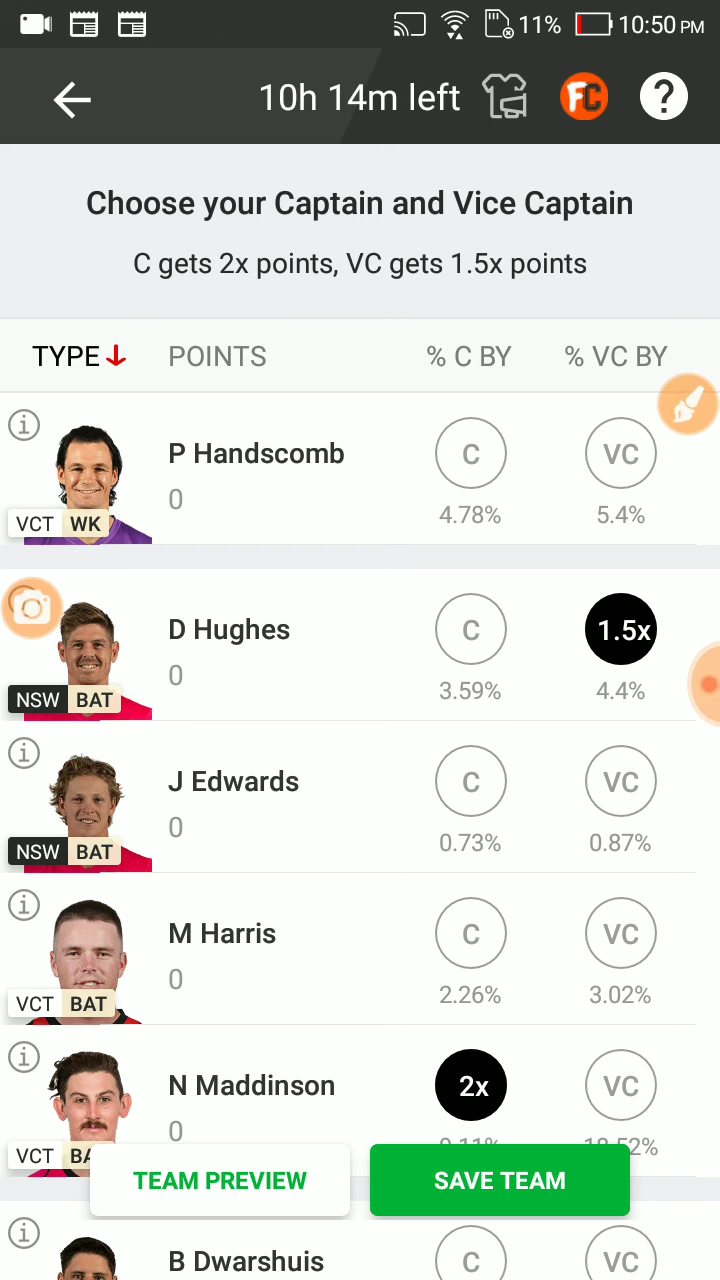 11% 10:50 PM
10h 14m left FC ?
Choose your Captain and Vice Captain
C gets 2x points, VC gets 1.5x points
TYPE POINTS % C BY % VC BY
P Handscomb C VC
0 4.78% 5.4%
VCT WK
D Hughes C 1.5x
0 3.59% 4.4%
NSW BAT
J Edwards C VC
0 0.73% 0.87%
NSW BAT
M Harris C VC
0 2.26% 3.02%
VCT BAT
N Maddinson 2x VC
0
VCT
TEAM PREVIEW SAVE TEAM
B Dwarshuis C VC